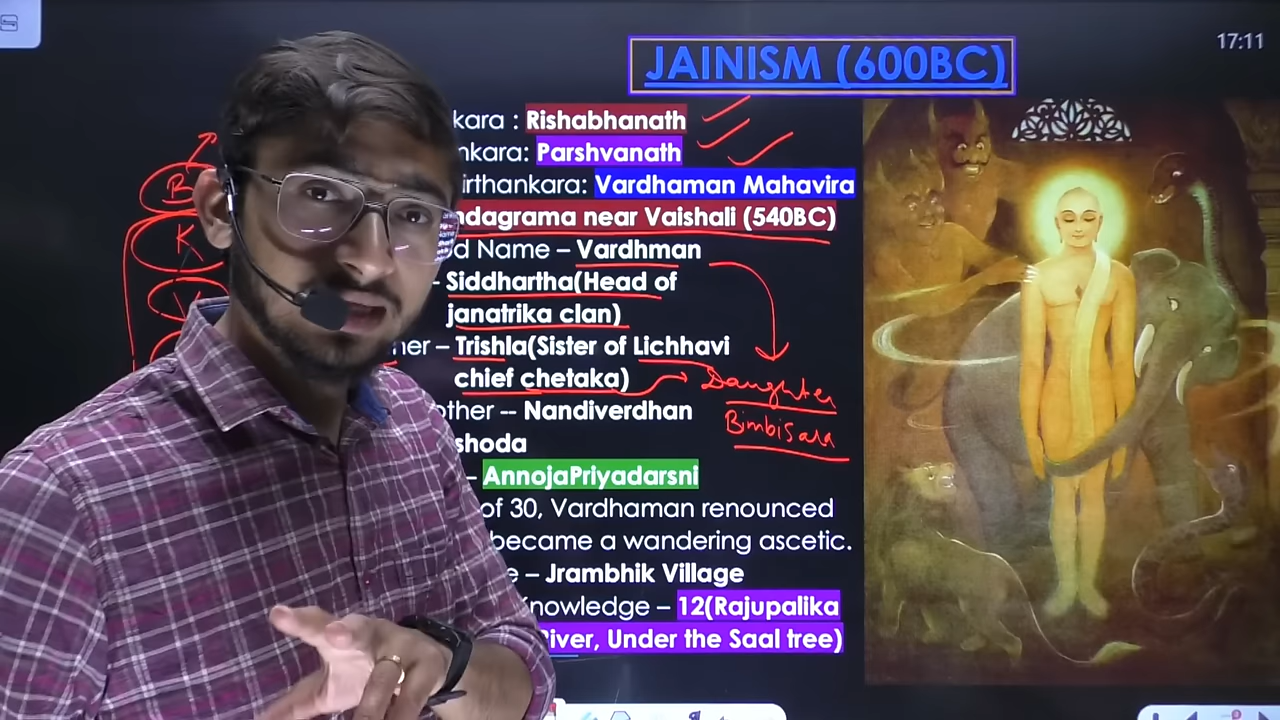 17:11
JAINISM (600BC)
kara : Rishabhanath
nkara: Parshvanath
irthankara: Vardhaman Mahavira
ndagrama near Vaishali (540BC)
d Name – Vardhman
- Siddhartha(Head of
janatrika clan)
her – Trishla(Sister of Lichhavi
chief chetaka)
Daughter
Bimbisara
other -- Nandiverdhan
shoda
– AnnojaPriyadarsni
of 30, Vardhaman renounced
became a wandering ascetic.
e – Jrambhik Village
nowledge – 12(Rajupalika
River, Under the Saal tree)
B
K